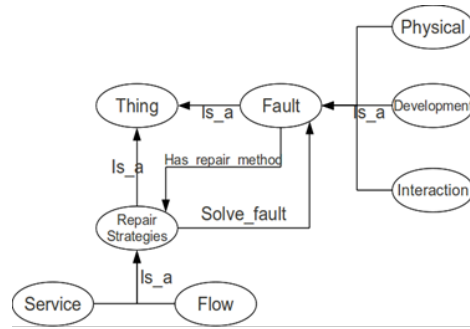 Physical
Thing
Fault
Development
Is_a
Is_a
Is_a
Has_repair_method
Interaction
Repair
Strategies
Solve_fault
Is_a
Service
Flow